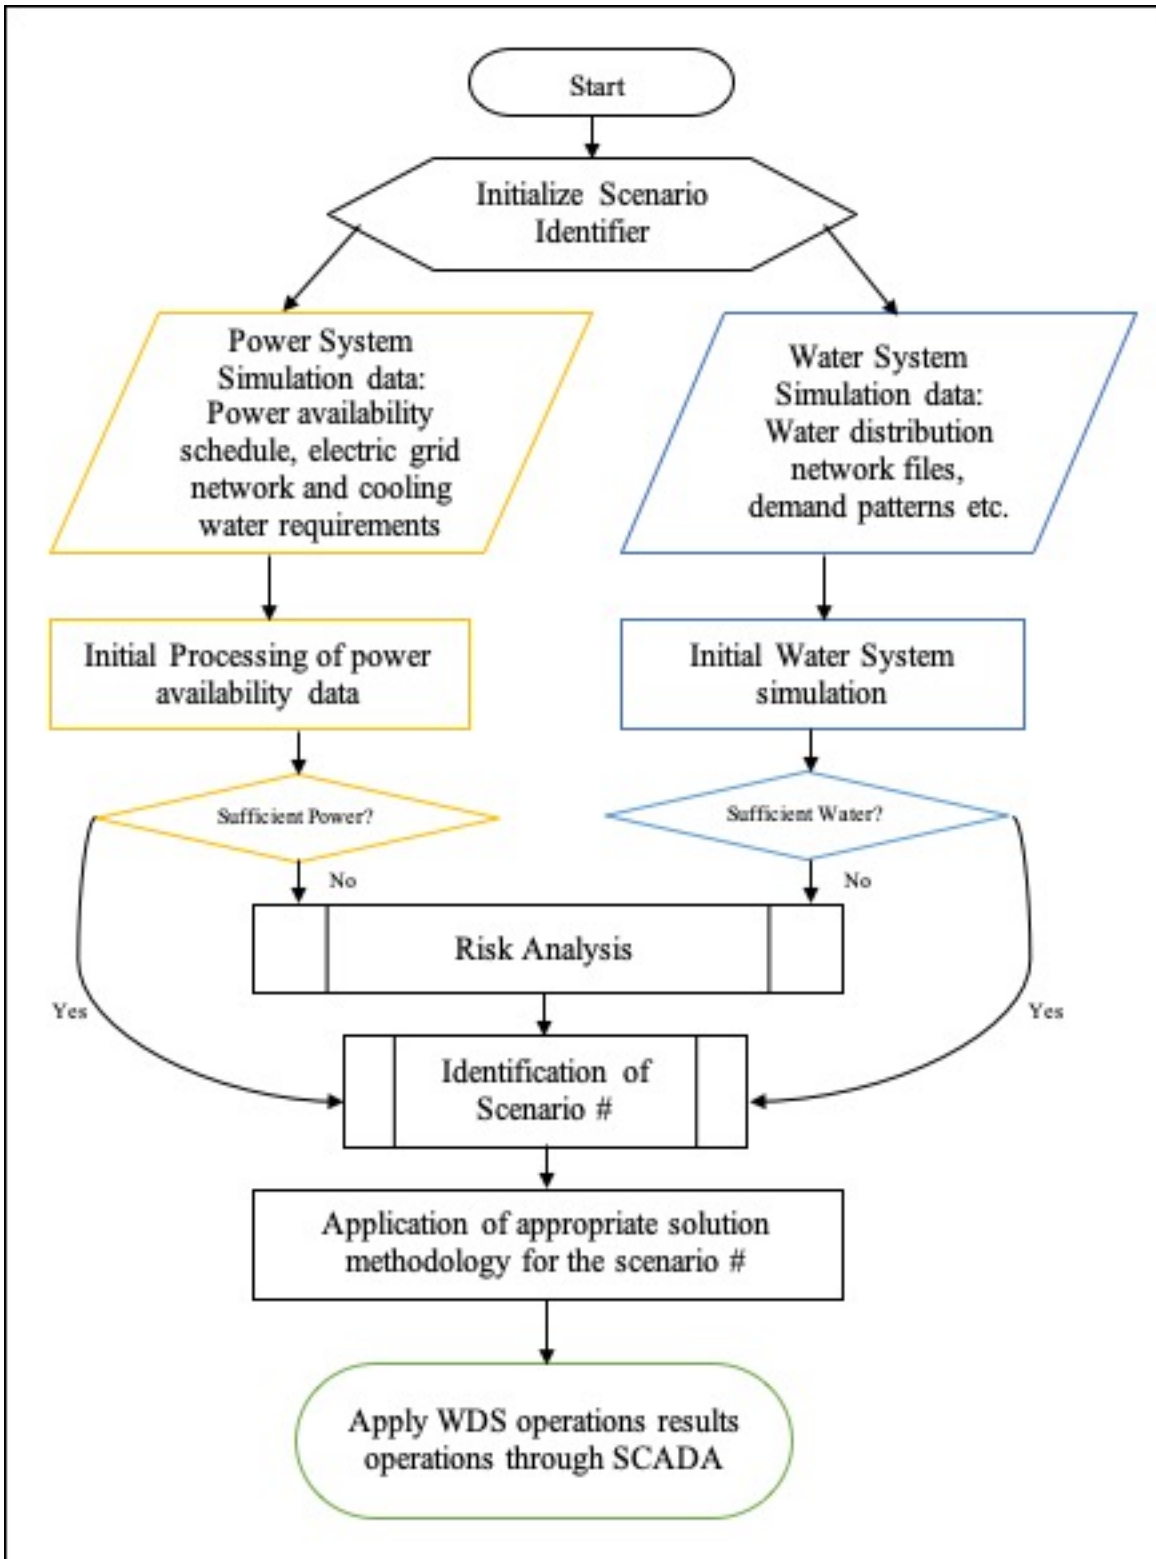 Start
Initialize Scenario
Identifier
Power System
Simulation data:
Power availability
schedule, electric grid
network and cooling
water requirements
Water System
Simulation data:
Water distribution
network files,
demand patterns etc.
Initial Processing of power
availability data
Initial Water System
simulation
Sufficient Power?
Sufficient Water?
No
No
Risk Analysis
Yes
Yes
Identification of
Scenario #
Application of appropriate solution
methodology for the scenario #
Apply WDS operations results
operations through SCADA